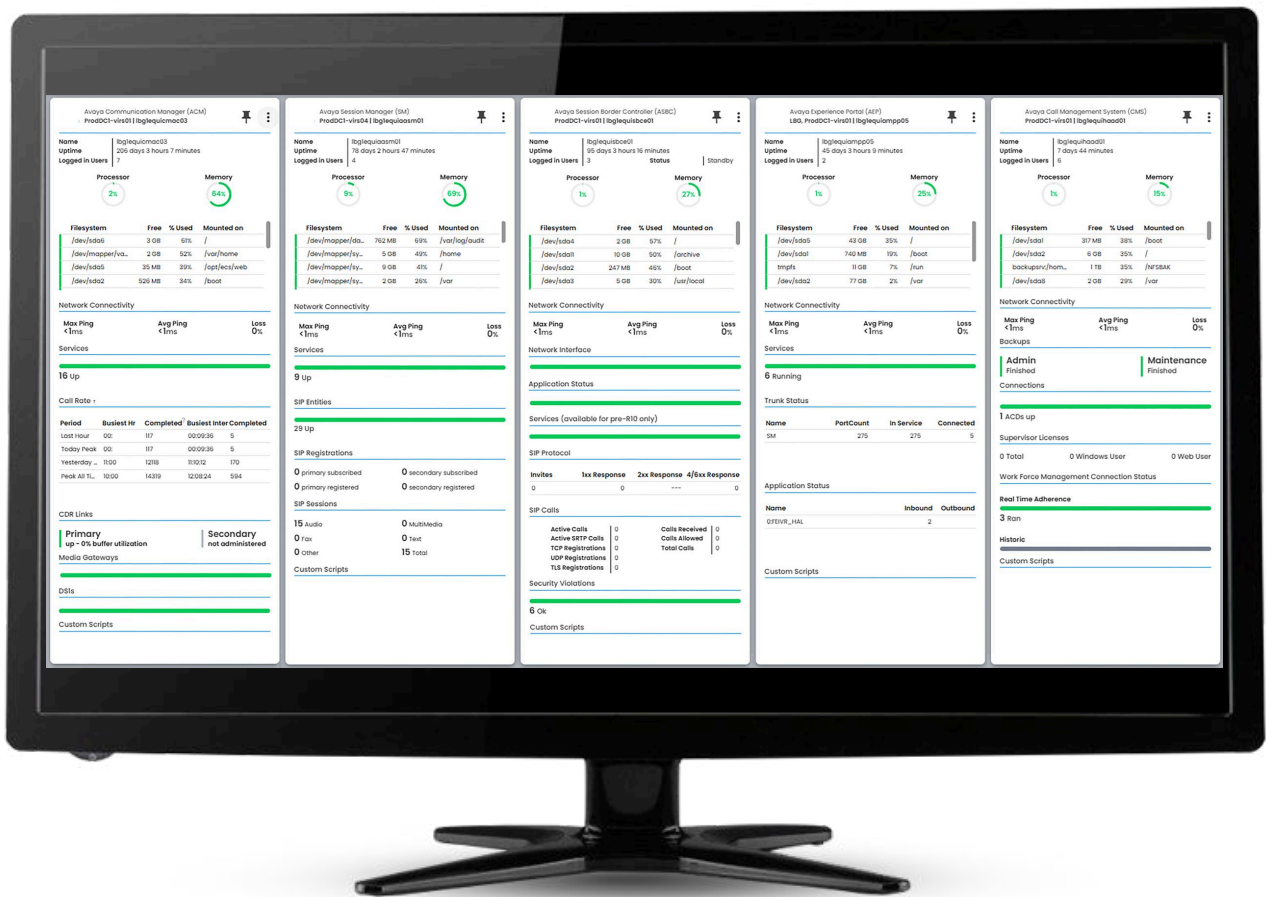 Avaya Communication Manager (ACM)
ProdDC1-virs03 | lbg1equicmac03
Name lbg1equicmac03
Uptime 206 days 3 hours 7 minutes
Logged in Users 7
Processor Memory
2% 64%
Filesystem Free % Used Mounted on
/dev/sda6 3 GB 61% /
/dev/mapper/va... 2 GB 52% /var/home
/dev/sda5 35 MB 39% /opt/ecs/web
/dev/sda2 526 MB 34% /boot
Network Connectivity
Max Ping Avg Ping Loss
<1ms <1ms 0%
Services
16 Up
Call Rate ↑
Period Busiest Hr Completed Busiest Inter Completed
Last Hour 00: 117 00:09:36 5
Today Peak 00: 117 00:09:36 5
Yesterday ... 11:00 12118 11:10:12 170
Peak All Ti... 10:00 14319 12:08:24 594
CDR Links
Primary Secondary
up - 0% buffer utilization not administered
Media Gateways
DS1s
Custom Scripts
Avaya Session Manager (SM)
ProdDC1-virs04 | lbg1equiaasm01
Name lbg1equiaasm01
Uptime 78 days 2 hours 47 minutes
Logged in Users 4
Processor Memory
9% 69%
Filesystem Free % Used Mounted on
/dev/mapper/da... 762 MB 69% /var/log/audit
/dev/mapper/sy... 5 GB 49% /home
/dev/mapper/sy... 9 GB 41% /
/dev/mapper/sy... 2 GB 26% /var
Network Connectivity
Max Ping Avg Ping Loss
<1ms <1ms 0%
Services
9 Up
SIP Entities
29 Up
SIP Registrations
0 primary subscribed 0 secondary subscribed
0 primary registered 0 secondary registered
SIP Sessions
15 Audio 0 MultiMedia
0 Fax 0 Text
0 Other 15 Total
Custom Scripts
Avaya Session Border Controller (ASBC)
ProdDC1-virs01 | lbg1equisbce01
Name lbg1equisbce01
Uptime 95 days 3 hours 16 minutes
Logged in Users 3 Status Standby
Processor Memory
1% 27%
Filesystem Free % Used Mounted on
/dev/sda4 2 GB 57% /
/dev/sda11 10 GB 50% /archive
/dev/sda2 247 MB 46% /boot
/dev/sda3 5 GB 30% /usr/local
Network Connectivity
Max Ping Avg Ping Loss
<1ms <1ms 0%
Network Interface
Application Status
Services (available for pre-R10 only)
SIP Protocol
Invites 1xx Response 2xx Response 4/6xx Response
0 0 --- 0
SIP Calls
Active Calls 0 Calls Received 0
Active SRTP Calls 0 Calls Allowed 0
TCP Registrations 0 Total Calls 0
UDP Registrations 0
TLS Registrations 0
Security Violations
6 Ok
Custom Scripts
Avaya Experience Portal (AEP)
LBG, ProdDC1-virs01 | lbg1equiampp05
Name lbg1equiampp05
Uptime 45 days 3 hours 9 minutes
Logged in Users 2
Processor Memory
1% 25%
Filesystem Free % Used Mounted on
/dev/sda5 43 GB 35% /
/dev/sda1 740 MB 19% /boot
tmpfs 11 GB 7% /run
/dev/sda2 77 GB 2% /var
Network Connectivity
Max Ping Avg Ping Loss
<1ms <1ms 0%
Services
6 Running
Trunk Status
Name PortCount In Service Connected
SM 275 275 5
Application Status
Name Inbound Outbound
0:FEIVR_HAL 2
Custom Scripts
Avaya Call Management System (CMS)
ProdDC1-virs01 | lbg1equihaad01
Name lbg1equihaad01
Uptime 7 days 44 minutes
Logged in Users 6
Processor Memory
1% 15%
Filesystem Free % Used Mounted on
/dev/sda1 317 MB 38% /boot
/dev/sda2 6 GB 35% /
backupsrv:/hom... 1 TB 35% /NFSBAK
/dev/sda8 2 GB 29% /var
Network Connectivity
Max Ping Avg Ping Loss
<1ms <1ms 0%
Backups
Admin Maintenance
Finished Finished
Connections
1 ACDs up
Supervisor Licenses
0 Total 0 Windows User 0 Web User
Work Force Management Connection Status
Real Time Adherence
3 Ran
Historic
Custom Scripts